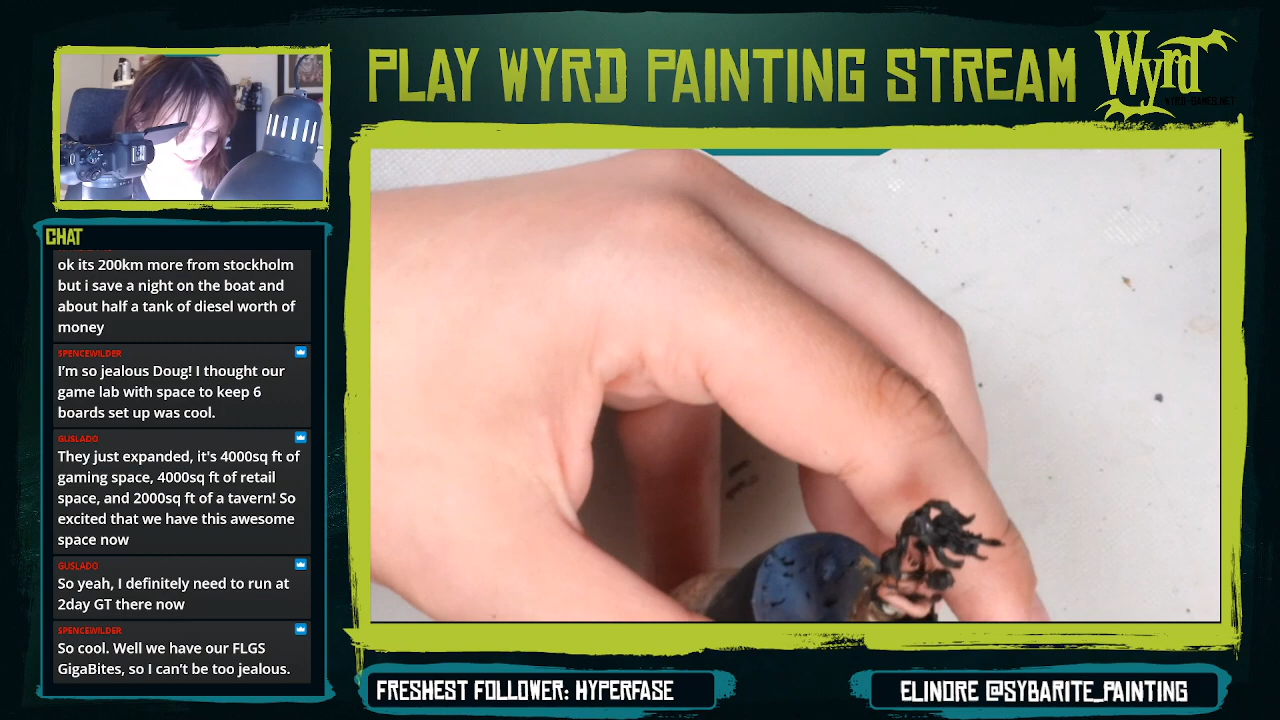 PLAY WYRD PAINTING STREAM
Wyrd
CHAT
ok its 200km more from stockholm
but i save a night on the boat and
about half a tank of diesel worth of
money
SPENCEWILDER
I'm so jealous Doug! I thought our
game lab with space to keep 6
boards set up was cool.
GUSLADO
They just expanded, it's 4000sq ft of
gaming space, 4000sq ft of retail
space, and 2000sq ft of a tavern! So
excited that we have this awesome
space now
GUSLADO
So yeah, I definitely need to run at
2day GT there now
SPENCEWILDER
So cool. Well we have our FLGS
GigaBites, so I can't be too jealous.
FRESHEST FOLLOWER: HYPERFASE
ELINORE @SYBARITE_PAINTING